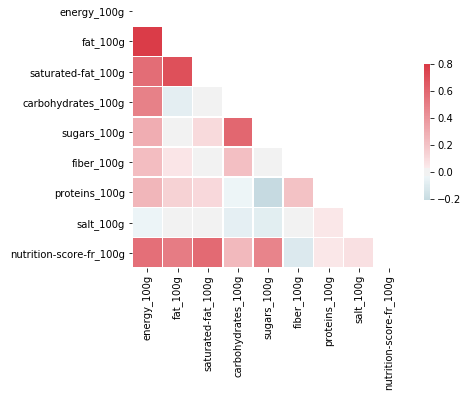 energy_100g
fat_100g
saturated-fat_100g
carbohydrates_100g
sugars_100g
fiber_100g
proteins_100g
salt_100g
nutrition-score-fr_100g
0.8
0.6
0.4
0.2
0.0
−0.2
energy_100g
fat_100g
saturated-fat_100g
carbohydrates_100g
sugars_100g
fiber_100g
proteins_100g
salt_100g
nutrition-score-fr_100g